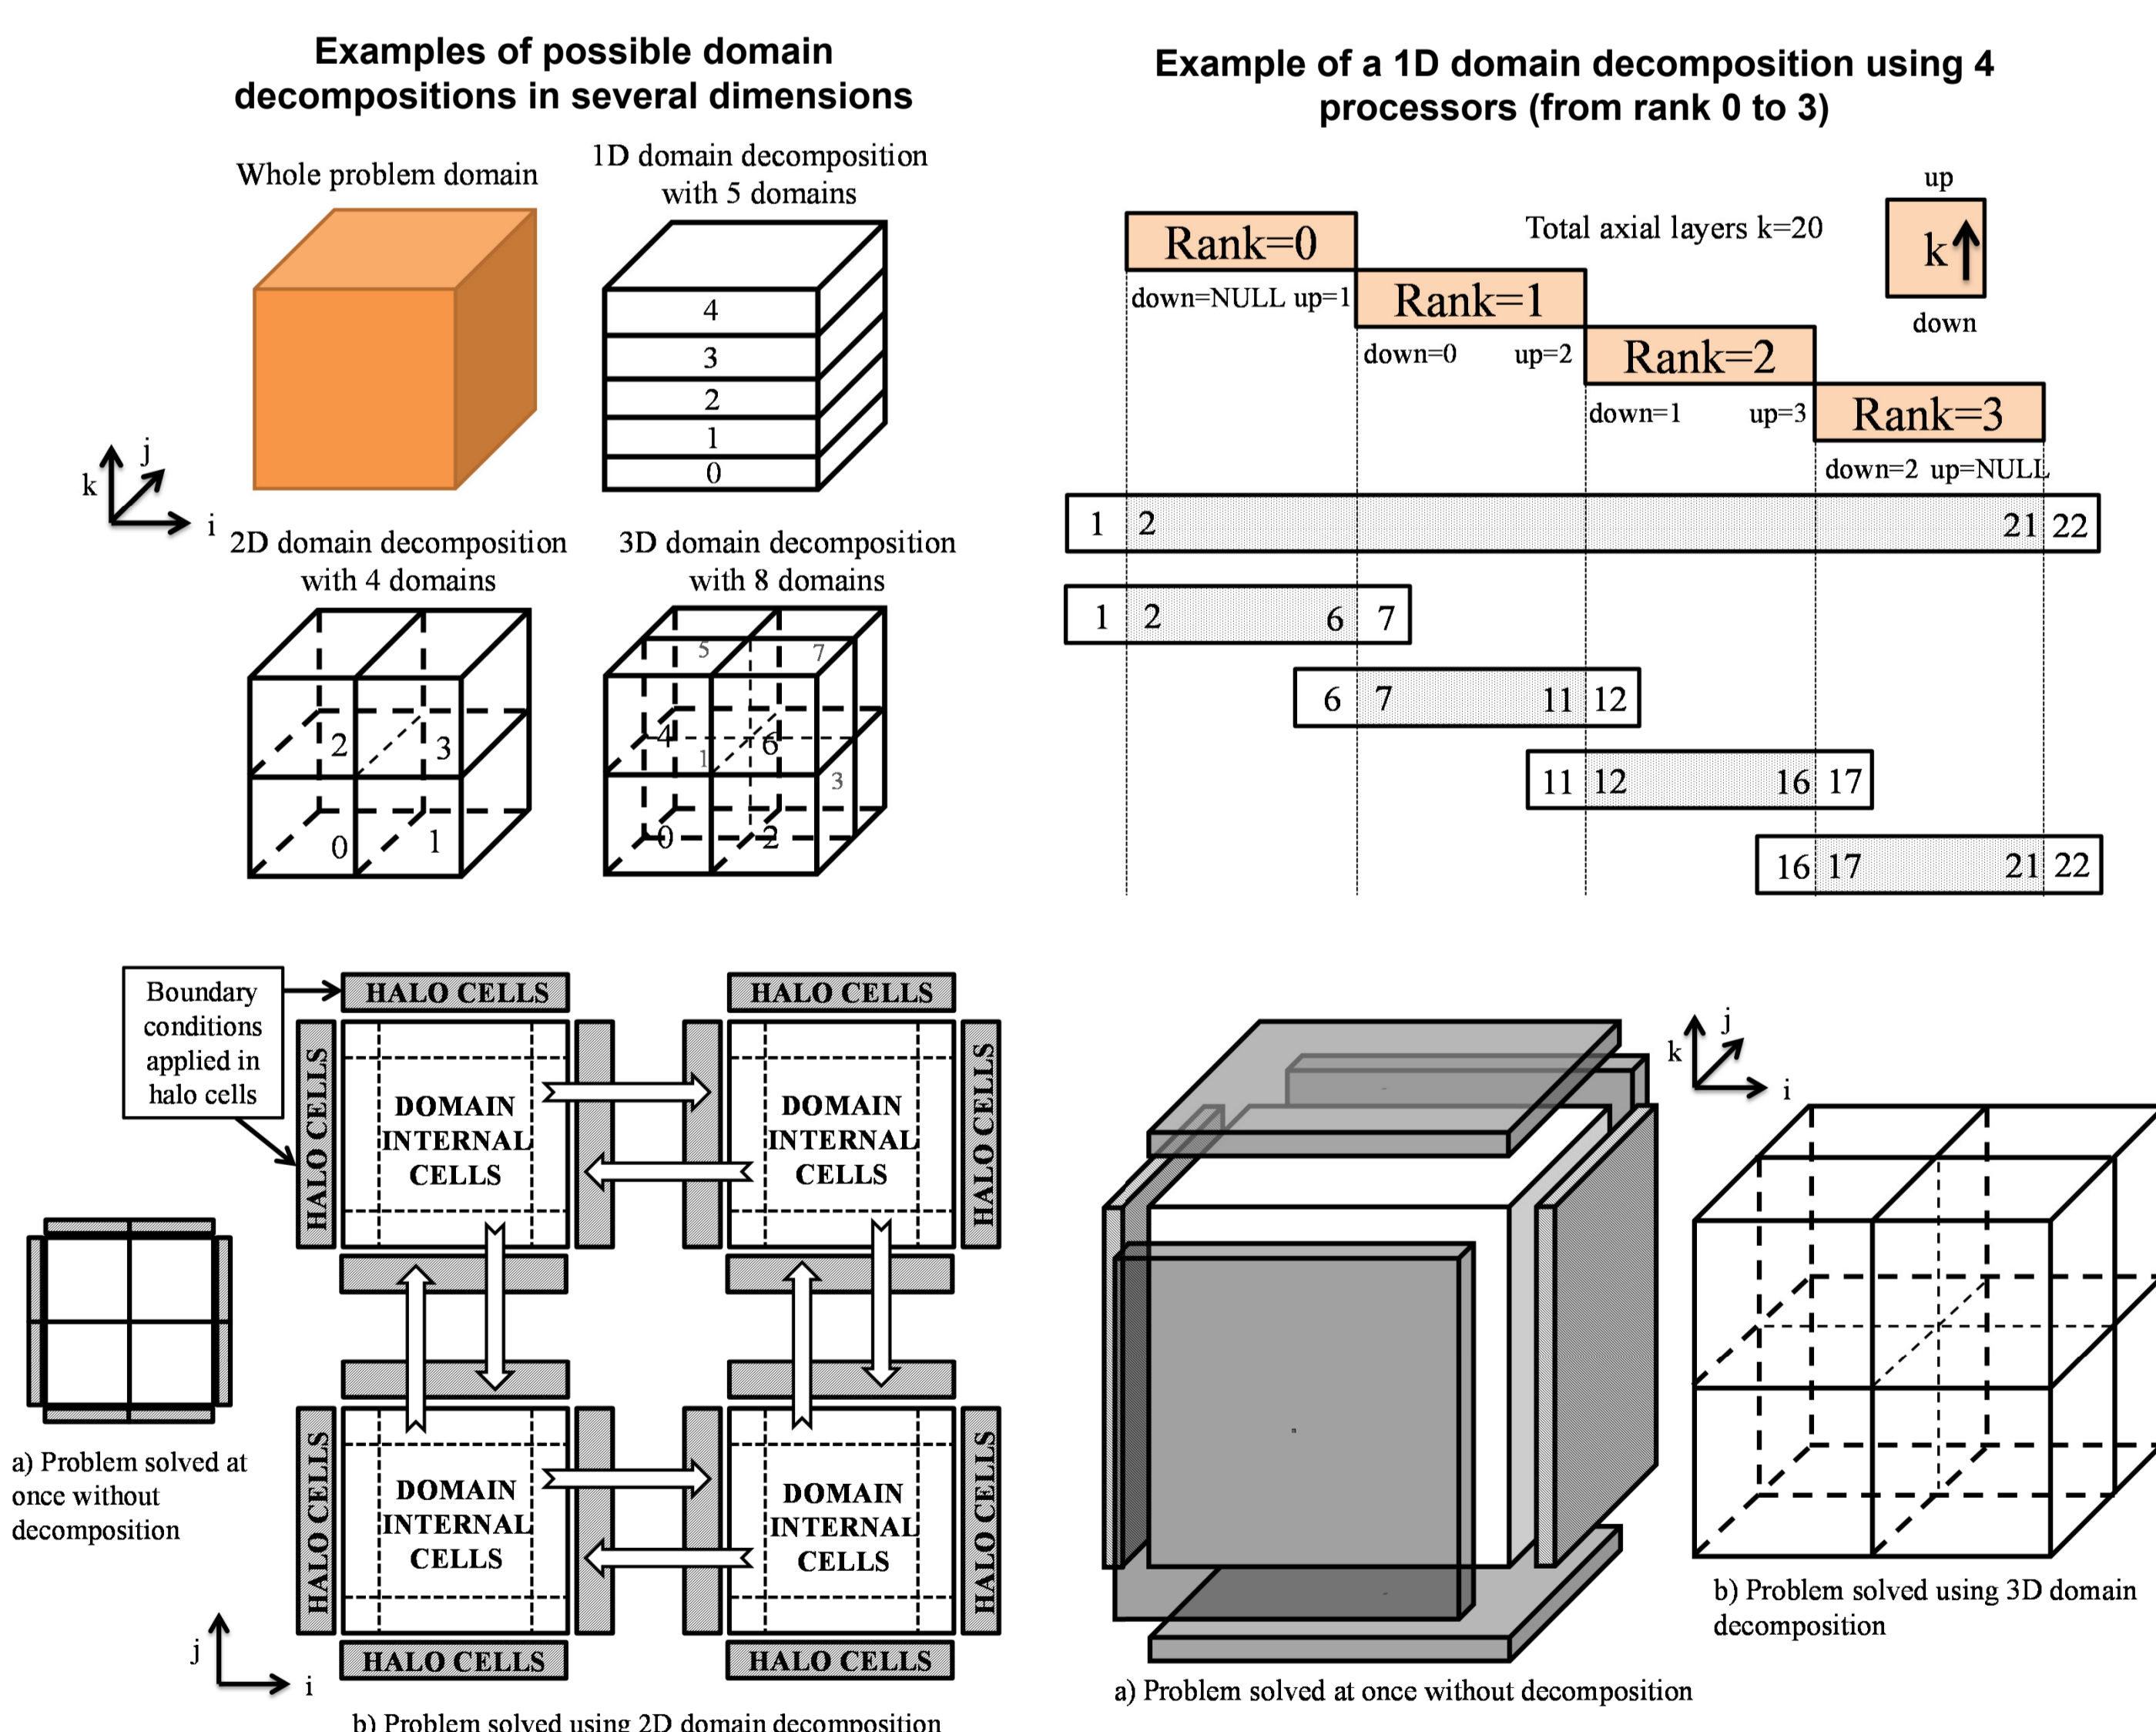 Examples of possible domain
decompositions in several dimensions
Whole problem domain
1D domain decomposition
with 5 domains
4
3
2
1
0
k
j
i
2D domain decomposition
with 4 domains
2
3
0
1
3D domain decomposition
with 8 domains
5
7
4
6
1
3
0
2
Example of a 1D domain decomposition using 4
processors (from rank 0 to 3)
Total axial layers k=20
up
k
down
Rank=0
down=NULL up=1
Rank=1
down=0 up=2
Rank=2
down=1 up=3
Rank=3
down=2 up=NULL
1 2 21 22
1 2 6 7
6 7 11 12
11 12 16 17
16 17 21 22
Boundary
conditions
applied in
halo cells
HALO CELLS
HALO CELLS
HALO CELLS
DOMAIN
INTERNAL
CELLS
DOMAIN
INTERNAL
CELLS
HALO CELLS
HALO CELLS
DOMAIN
INTERNAL
CELLS
DOMAIN
INTERNAL
CELLS
HALO CELLS
HALO CELLS
HALO CELLS
a) Problem solved at
once without
decomposition
j
i
b) Problem solved using 2D domain decomposition
k
j
i
a) Problem solved at once without decomposition
b) Problem solved using 3D domain
decomposition